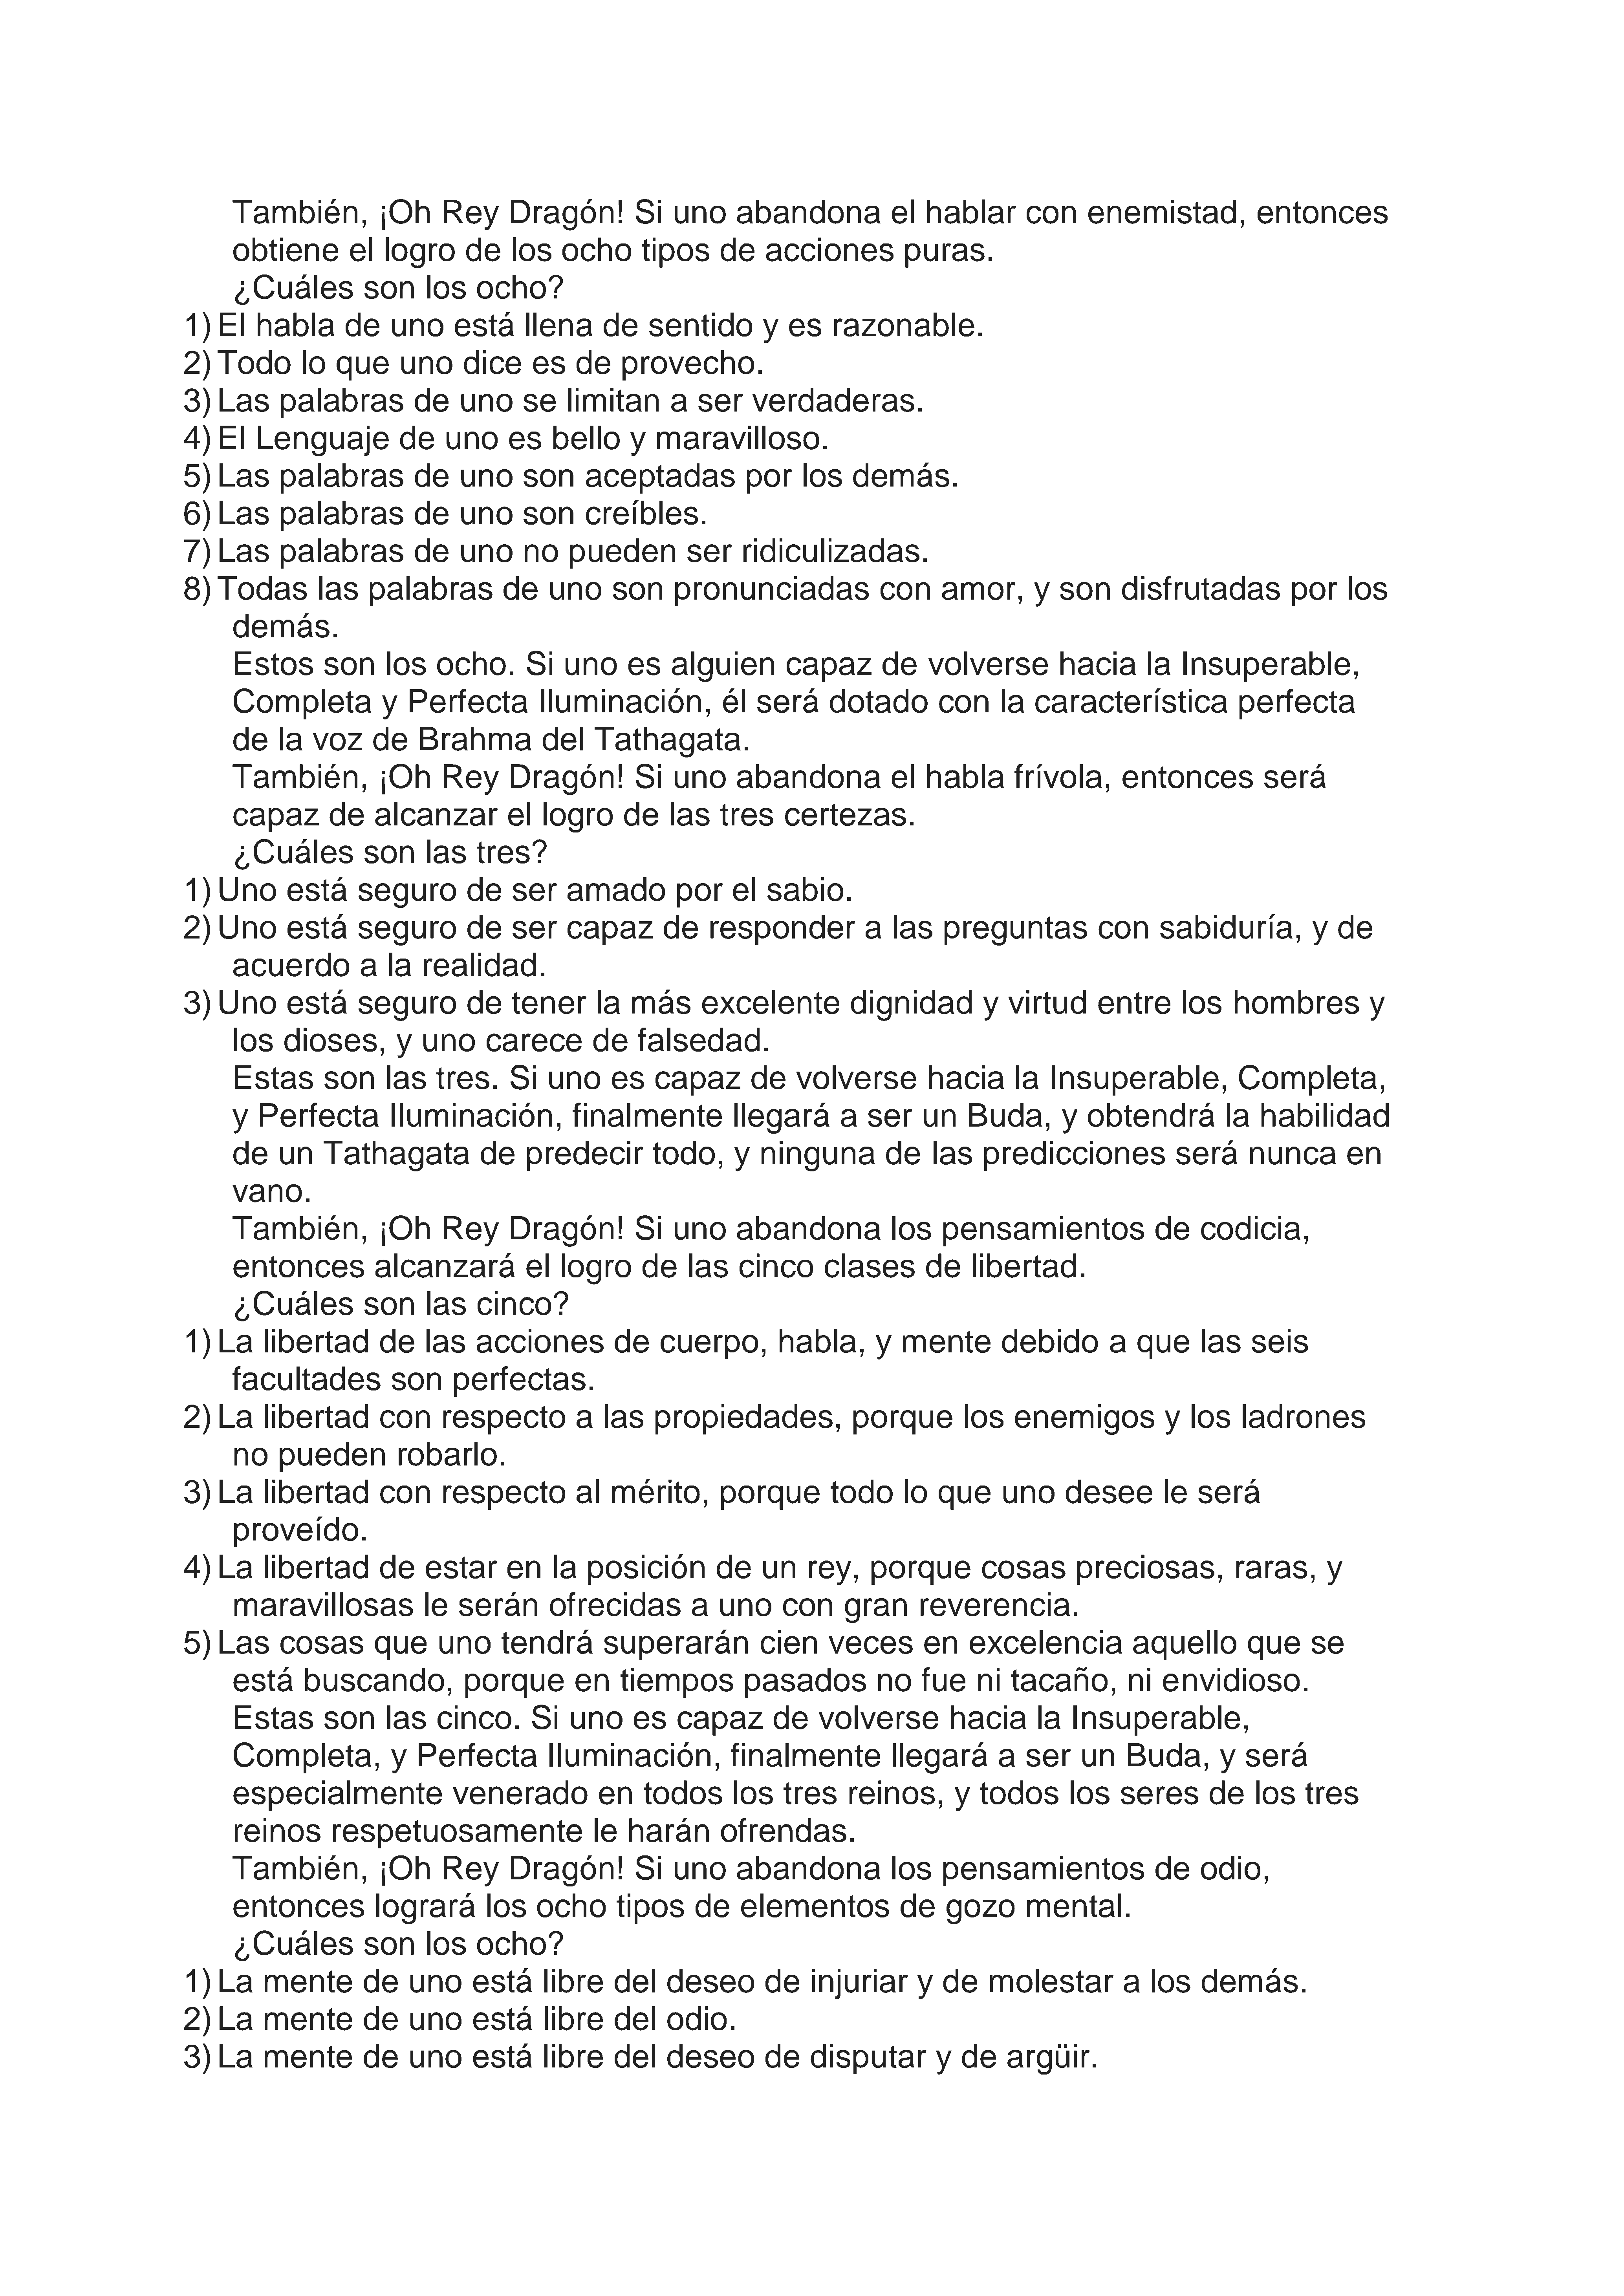 También, ¡Oh Rey Dragón! Si uno abandona el hablar con enemistad, entonces
obtiene el logro de los ocho tipos de acciones puras.
¿Cuáles son los ocho?
1) El habla de uno está llena de sentido y es razonable.
2) Todo lo que uno dice es de provecho.
3) Las palabras de uno se limitan a ser verdaderas.
4) El Lenguaje de uno es bello y maravilloso.
5) Las palabras de uno son aceptadas por los demás.
6) Las palabras de uno son creíbles.
7) Las palabras de uno no pueden ser ridiculizadas.
8) Todas las palabras de uno son pronunciadas con amor, y son disfrutadas por los
demás.
Estos son los ocho. Si uno es alguien capaz de volverse hacia la Insuperable,
Completa y Perfecta Iluminación, él será dotado con la característica perfecta
de la voz de Brahma del Tathagata.
También, ¡Oh Rey Dragón! Si uno abandona el habla frívola, entonces será
capaz de alcanzar el logro de las tres certezas.
¿Cuáles son las tres?
1) Uno está seguro de ser amado por el sabio.
2) Uno está seguro de ser capaz de responder a las preguntas con sabiduría, y de
acuerdo a la realidad.
3) Uno está seguro de tener la más excelente dignidad y virtud entre los hombres y
los dioses, y uno carece de falsedad.
Estas son las tres. Si uno es capaz de volverse hacia la Insuperable, Completa,
y Perfecta Iluminación, finalmente llegará a ser un Buda, y obtendrá la habilidad
de un Tathagata de predecir todo, y ninguna de las predicciones será nunca en
vano.
También, ¡Oh Rey Dragón! Si uno abandona los pensamientos de codicia,
entonces alcanzará el logro de las cinco clases de libertad.
¿Cuáles son las cinco?
1) La libertad de las acciones de cuerpo, habla, y mente debido a que las seis
facultades son perfectas.
2) La libertad con respecto a las propiedades, porque los enemigos y los ladrones
no pueden robarlo.
3) La libertad con respecto al mérito, porque todo lo que uno desee le será
proveído.
4) La libertad de estar en la posición de un rey, porque cosas preciosas, raras, y
maravillosas le serán ofrecidas a uno con gran reverencia.
5) Las cosas que uno tendrá superarán cien veces en excelencia aquello que se
está buscando, porque en tiempos pasados no fue ni tacaño, ni envidioso.
Estas son las cinco. Si uno es capaz de volverse hacia la Insuperable,
Completa, y Perfecta Iluminación, finalmente llegará a ser un Buda, y será
especialmente venerado en todos los tres reinos, y todos los seres de los tres
reinos respetuosamente le harán ofrendas.
También, ¡Oh Rey Dragón! Si uno abandona los pensamientos de odio,
entonces logrará los ocho tipos de elementos de gozo mental.
¿Cuáles son los ocho?
1) La mente de uno está libre del deseo de injuriar y de molestar a los demás.
2) La mente de uno está libre del odio.
3) La mente de uno está libre del deseo de disputar y de argüir.